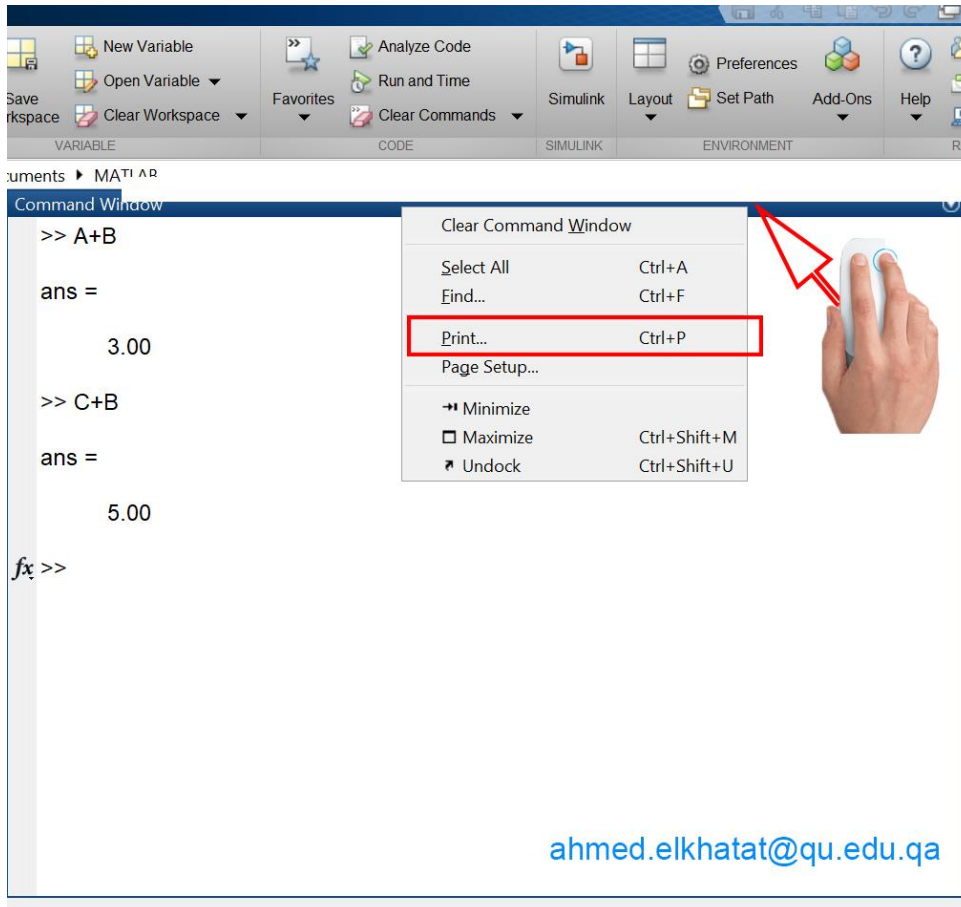 New Variable
Open Variable
Save
rkspace
Clear Workspace
VARIABLE
Favorites
Analyze Code
Run and Time
Clear Commands
CODE
Simulink
SIMULINK
Layout
Preferences
Set Path
Add-Ons
ENVIRONMENT
? Help
R
cuments ▸ MATLAB
Command Window
>> A+B
ans =
3.00
>> C+B
ans =
5.00
fx >>
Clear Command Window
Select All Ctrl+A
Find... Ctrl+F
Print... Ctrl+P
Page Setup...
Minimize
Maximize Ctrl+Shift+M
Undock Ctrl+Shift+U
ahmed.elkhatat@qu.edu.qa